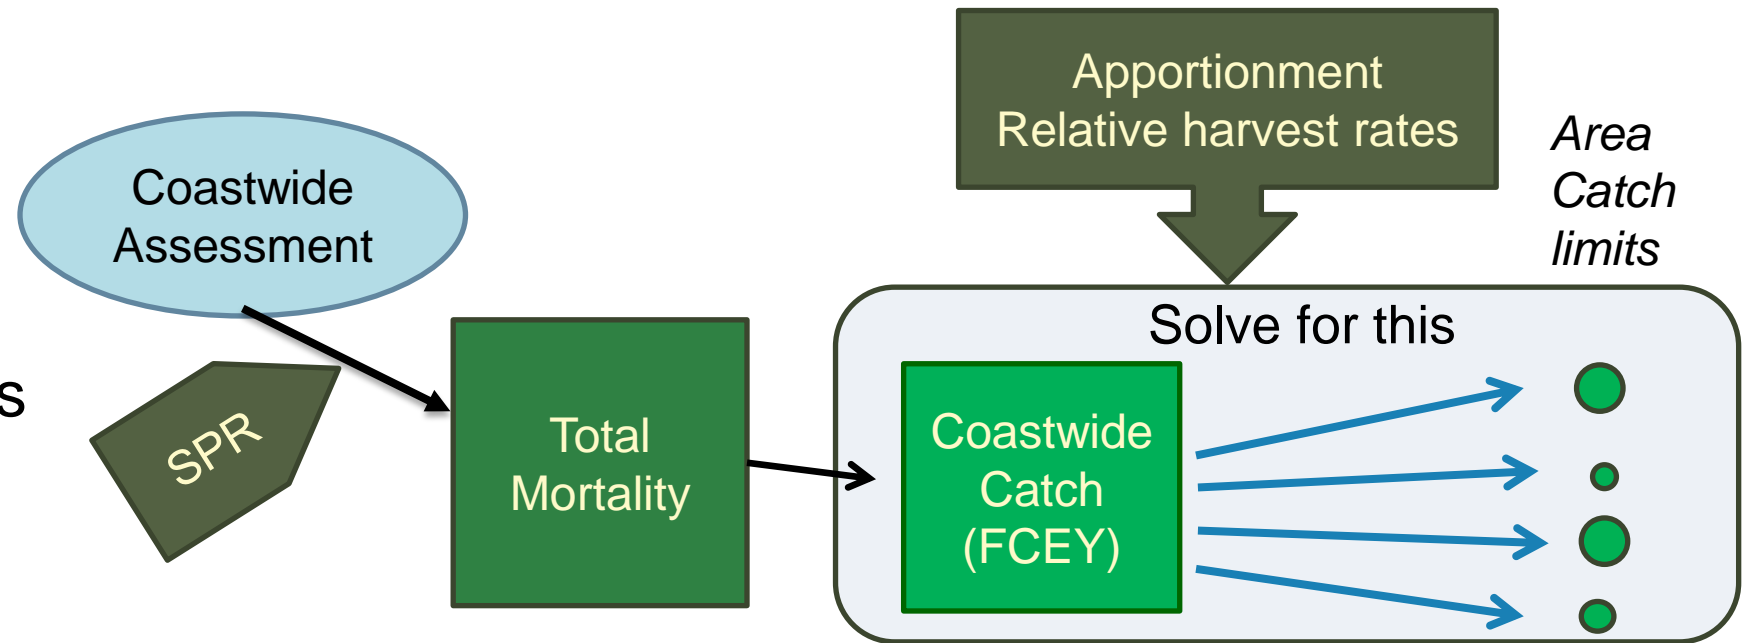 Coastwide
Assessment
s
SPR
Total
Mortality
Apportionment
Relative harvest rates
Area
Catch
limits
Solve for this
Coastwide
Catch
(FCEY)